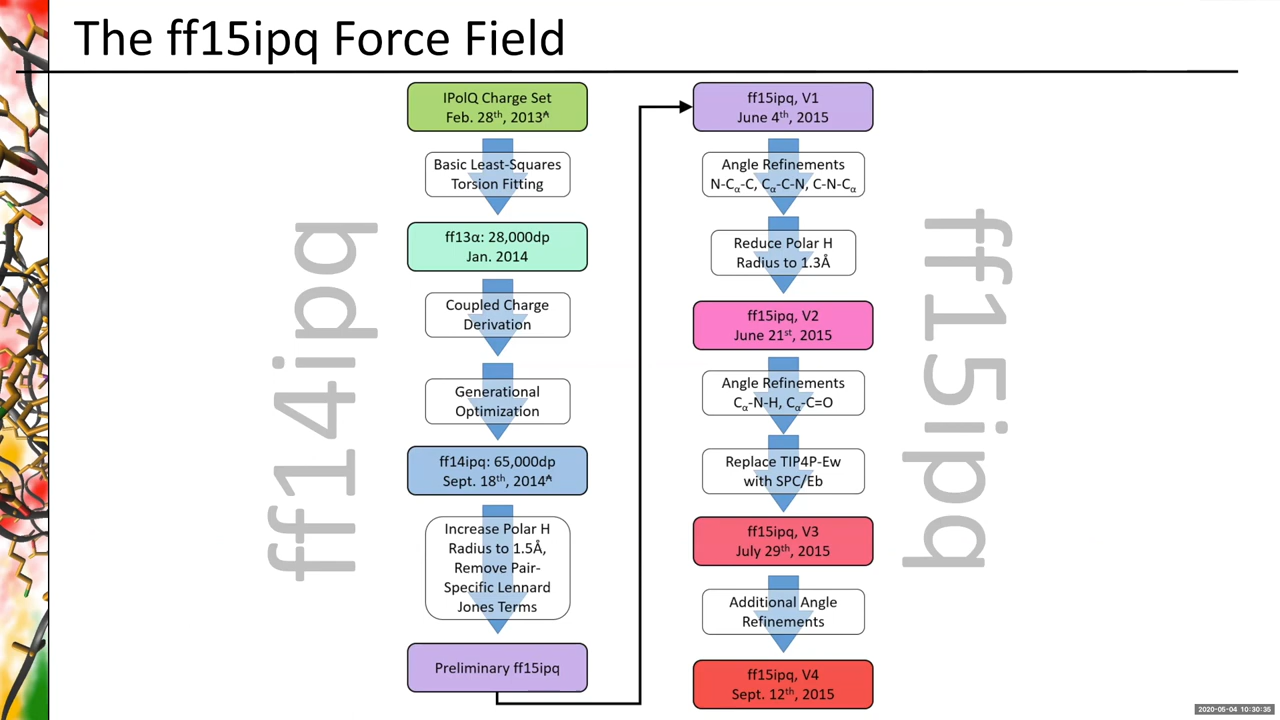 The ff15ipq Force Field
IPolQ Charge Set
Feb. 28th, 2013⁁
Basic Least-Squares
Torsion Fitting
ff13α: 28,000dp
Jan. 2014
Coupled Charge
Derivation
Generational
Optimization
ff14ipq: 65,000dp
Sept. 18th, 2014⁁
Increase Polar H
Radius to 1.5Å,
Remove Pair-
Specific Lennard
Jones Terms
Preliminary ff15ipq
ff14ipq
ff15ipq, V1
June 4th, 2015
Angle Refinements
N-Cα-C, Cα-C-N, C-N-Cα
Reduce Polar H
Radius to 1.3Å
ff15ipq, V2
June 21st, 2015
Angle Refinements
Cα-N-H, Cα-C=O
Replace TIP4P-Ew
with SPC/Eb
ff15ipq, V3
July 29th, 2015
Additional Angle
Refinements
ff15ipq, V4
Sept. 12th, 2015
ff15ipq
2020-05-04 10:30:35